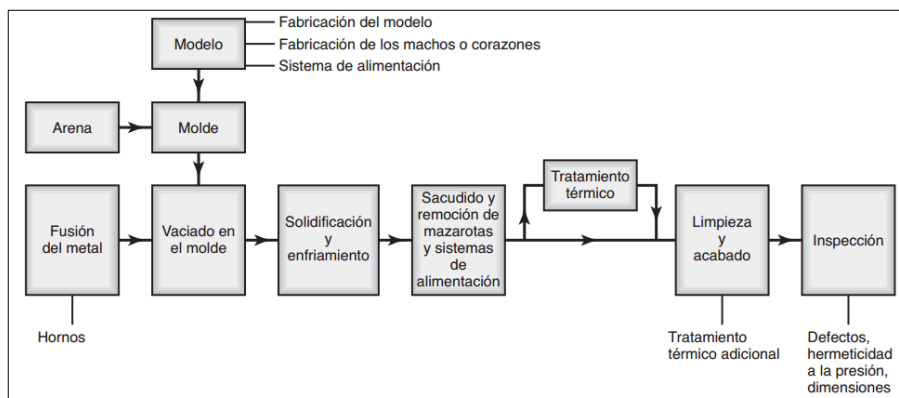 Modelo
Fabricación del modelo
Fabricación de los machos o corazones
Sistema de alimentación
Arena
Molde
Fusión
del metal
Vaciado en
el molde
Solidificación
y
enfriamiento
Sacudido y
remoción de
mazarotas
y sistemas
de
alimentación
Tratamiento
térmico
Limpieza
y
acabado
Inspección
Hornos
Tratamiento
térmico adicional
Defectos,
hermeticidad
a la presión,
dimensiones